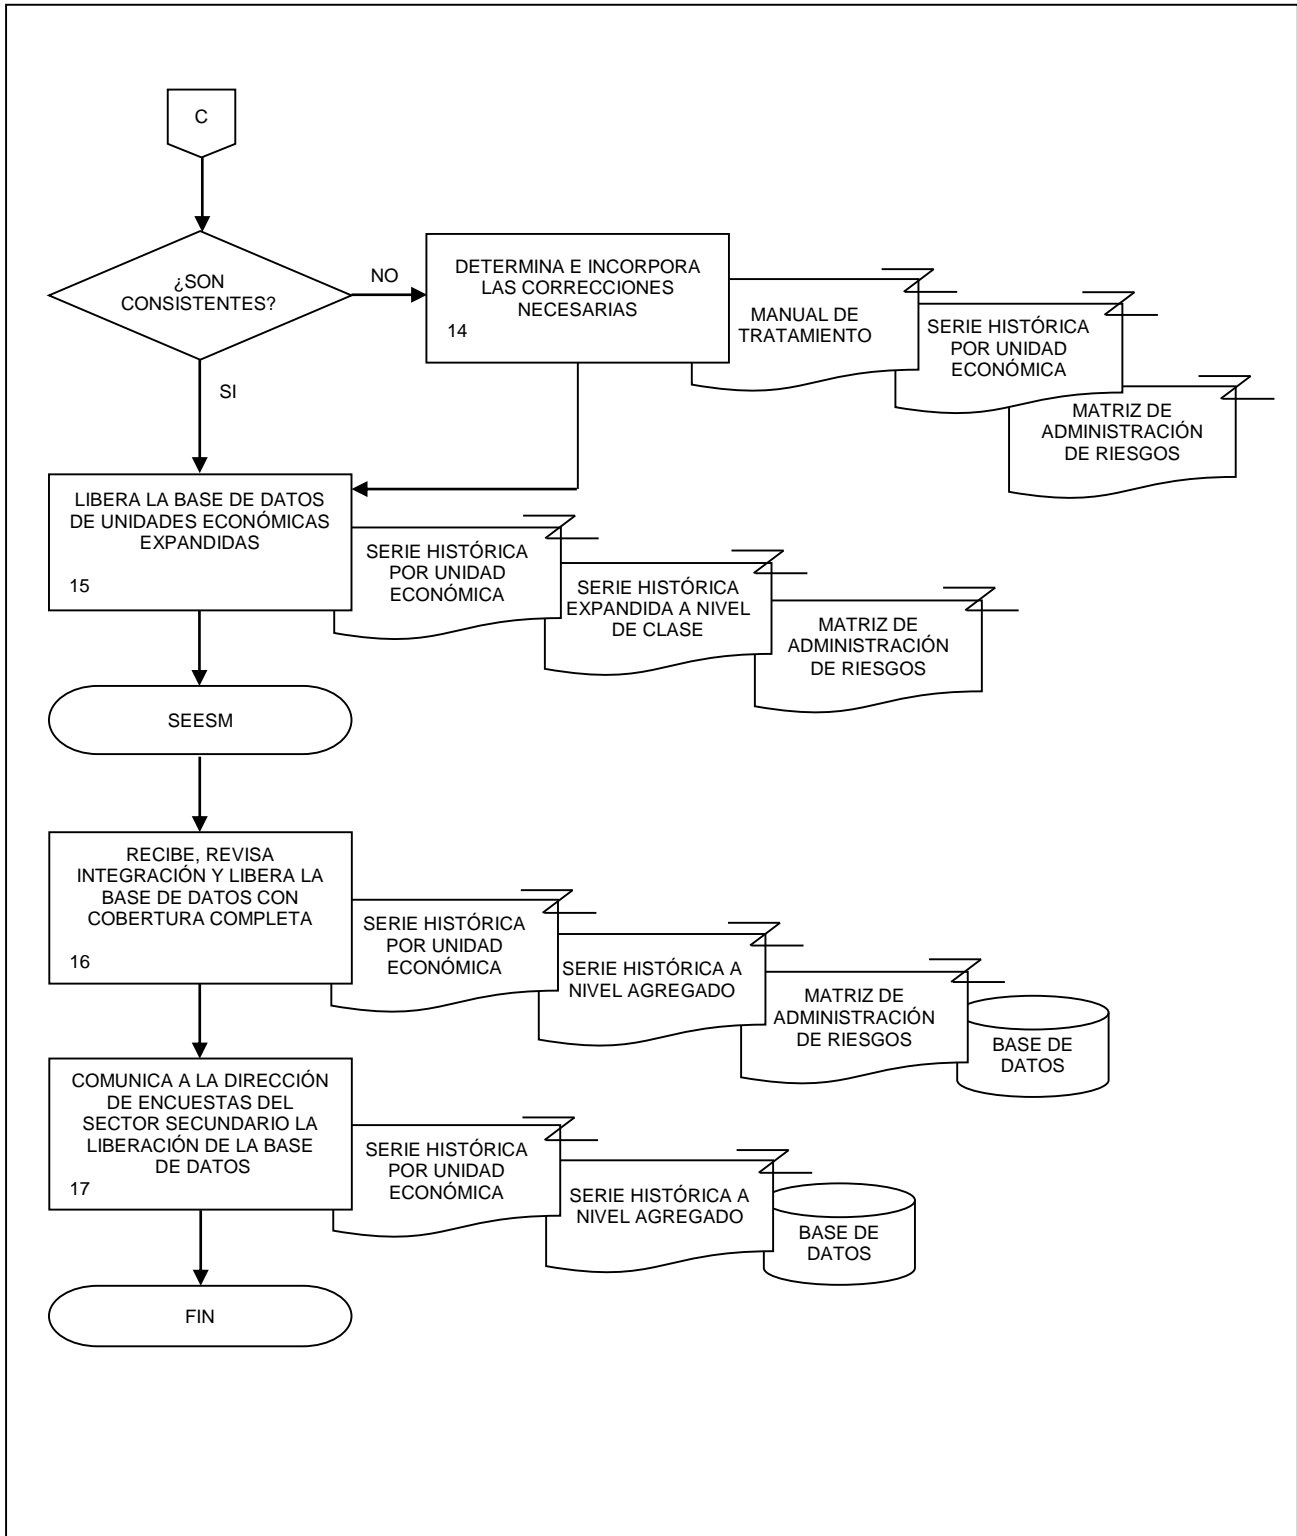 C
¿SON
CONSISTENTES?
NO
SI
DETERMINA E INCORPORA
LAS CORRECCIONES
NECESARIAS
14
MANUAL DE
TRATAMIENTO
SERIE HISTÓRICA
POR UNIDAD
ECONÓMICA
MATRIZ DE
ADMINISTRACIÓN
DE RIESGOS
LIBERA LA BASE DE DATOS
DE UNIDADES ECONÓMICAS
EXPANDIDAS
15
SERIE HISTÓRICA
POR UNIDAD
ECONÓMICA
SERIE HISTÓRICA
EXPANDIDA A NIVEL
DE CLASE
MATRIZ DE
ADMINISTRACIÓN
DE RIESGOS
SEESM
RECIBE, REVISA
INTEGRACIÓN Y LIBERA LA
BASE DE DATOS CON
COBERTURA COMPLETA
16
SERIE HISTÓRICA
POR UNIDAD
ECONÓMICA
SERIE HISTÓRICA A
NIVEL AGREGADO
MATRIZ DE
ADMINISTRACIÓN
DE RIESGOS
BASE DE
DATOS
COMUNICA A LA DIRECCIÓN
DE ENCUESTAS DEL
SECTOR SECUNDARIO LA
LIBERACIÓN DE LA BASE
DE DATOS
17
SERIE HISTÓRICA
POR UNIDAD
ECONÓMICA
SERIE HISTÓRICA A
NIVEL AGREGADO
BASE DE
DATOS
FIN